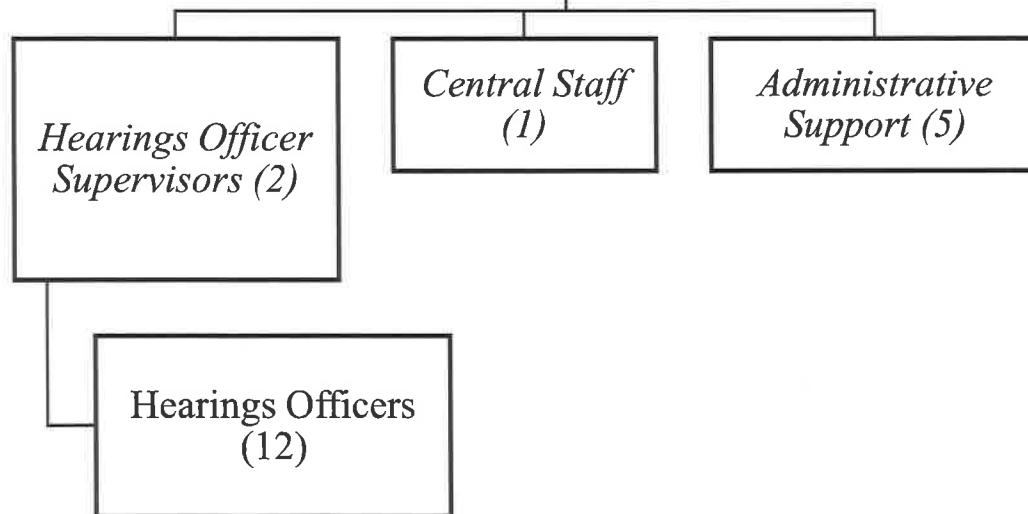 Hearings Officer
Supervisors (2)
Central Staff
(1)
Administrative
Support (5)
Hearings Officers
(12)